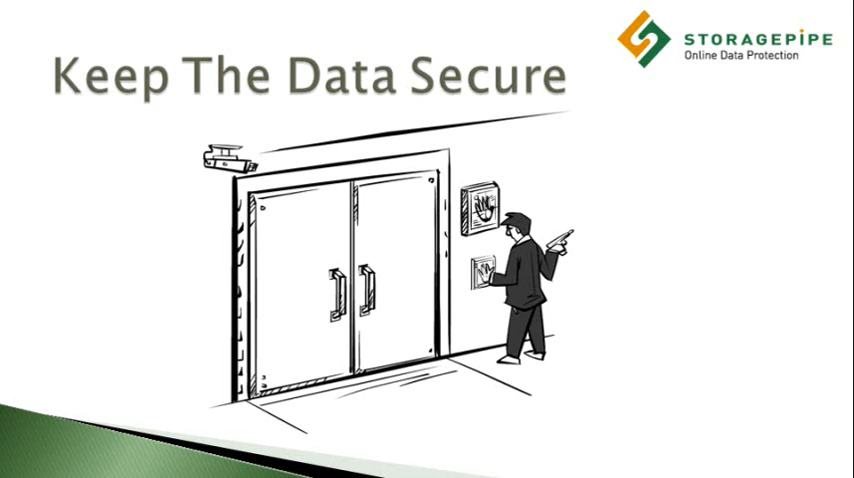 Keep The Data Secure
STORAGEPIPE
Online Data Protection